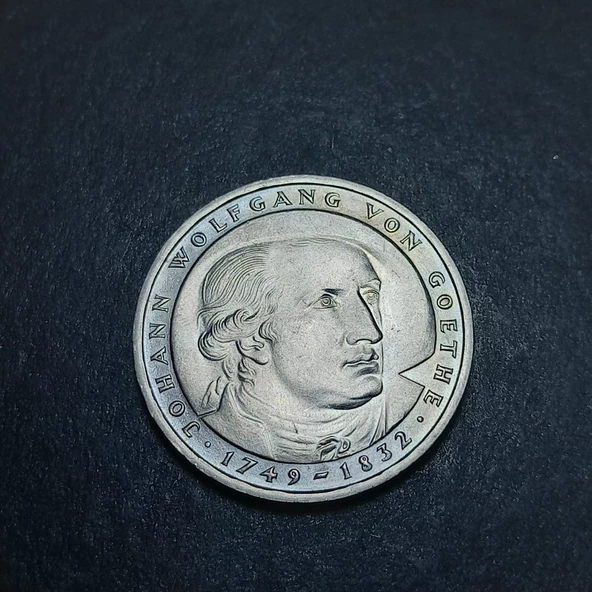 JOHANN WOLFGANG VON GOETHE
· 1749 – 1832 ·